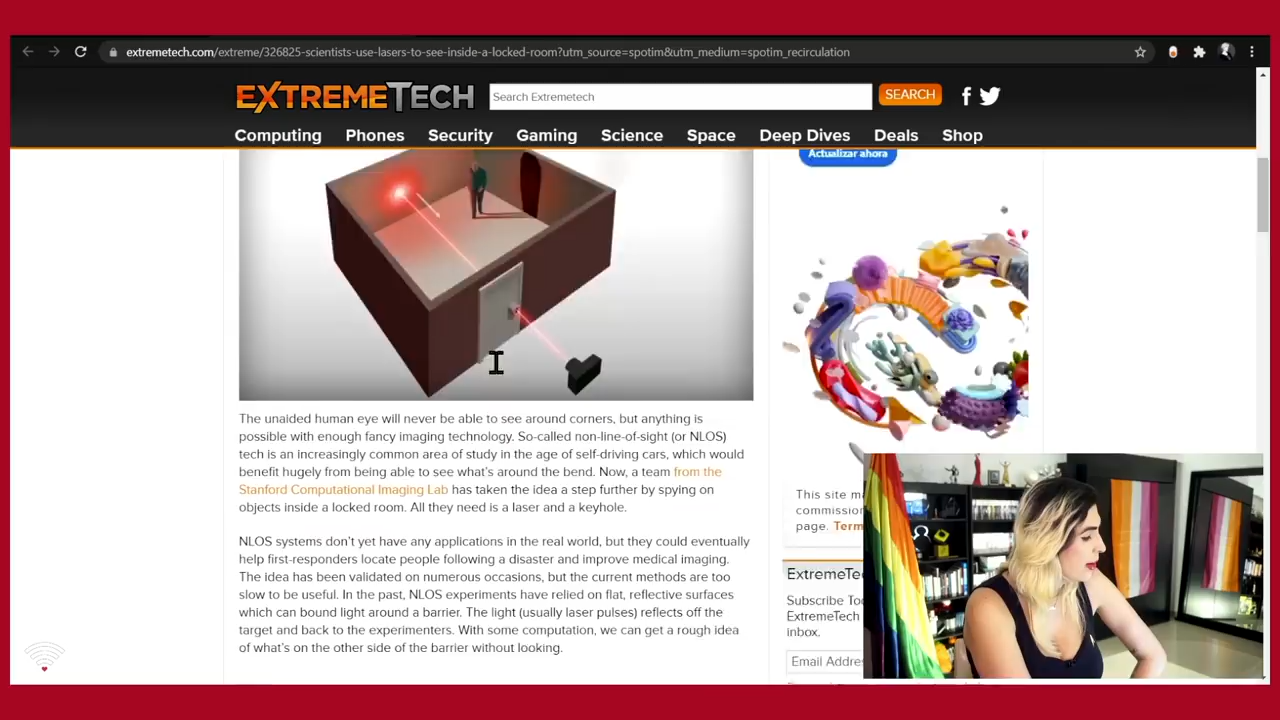 extremetech.com/extreme/326825-scientists-use-lasers-to-see-inside-a-locked-room?utm_source=spotim&utm_medium=spotim_recirculation
EXTREMETECH
Search Extremetech
SEARCH
Computing Phones Security Gaming Science Space Deep Dives Deals Shop
Actualizar ahora
The unaided human eye will never be able to see around corners, but anything is
possible with enough fancy imaging technology. So-called non-line-of-sight (or NLOS)
tech is an increasingly common area of study in the age of self-driving cars, which would
benefit hugely from being able to see what's around the bend. Now, a team from the
Stanford Computational Imaging Lab has taken the idea a step further by spying on
objects inside a locked room. All they need is a laser and a keyhole.
NLOS systems don't yet have any applications in the real world, but they could eventually
help first-responders locate people following a disaster and improve medical imaging.
The idea has been validated on numerous occasions, but the current methods are too
slow to be useful. In the past, NLOS experiments have relied on flat, reflective surfaces
which can bound light around a barrier. The light (usually laser pulses) reflects off the
target and back to the experimenters. With some computation, we can get a rough idea
of what's on the other side of the barrier without looking.
This site ma
commission
page. Term
ExtremeTec
Subscribe Too
ExtremeTech
inbox.
Email Addre